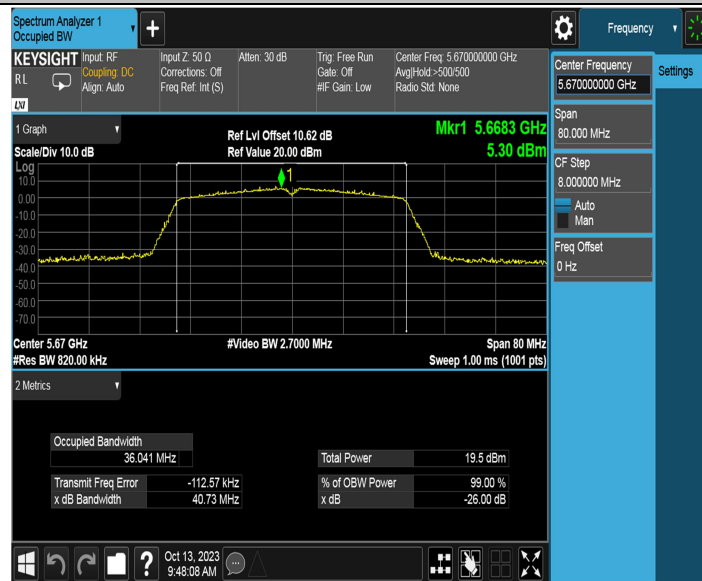 Spectrum Analyzer 1
Occupied BW
+
Frequency
KEYSIGHT
RL
LXI
Input: RF
Coupling: DC
Align: Auto
Input Z: 50 Ω
Corrections: Off
Freq Ref: Int (S)
Atten: 30 dB
Trig: Free Run
Gate: Off
#IF Gain: Low
Center Freq: 5.670000000 GHz
Avg|Hold:>500/500
Radio Std: None
Center Frequency
5.670000000 GHz
Settings
Span
80.000 MHz
CF Step
8.000000 MHz
Auto
Man
Freq Offset
0 Hz
1 Graph
Scale/Div 10.0 dB
Ref Lvl Offset 10.62 dB
Ref Value 20.00 dBm
Mkr1 5.6683 GHz
5.30 dBm
Log
10.0
0.00
-10.0
-20.0
-30.0
-40.0
-50.0
-60.0
-70.0
1
Center 5.67 GHz
#Video BW 2.7000 MHz
Span 80 MHz
#Res BW 820.00 kHz
Sweep 1.00 ms (1001 pts)
2 Metrics
Occupied Bandwidth
36.041 MHz
Total Power 19.5 dBm
Transmit Freq Error -112.57 kHz
% of OBW Power 99.00 %
x dB Bandwidth 40.73 MHz
x dB -26.00 dB
?
Oct 13, 2023
9:48:08 AM